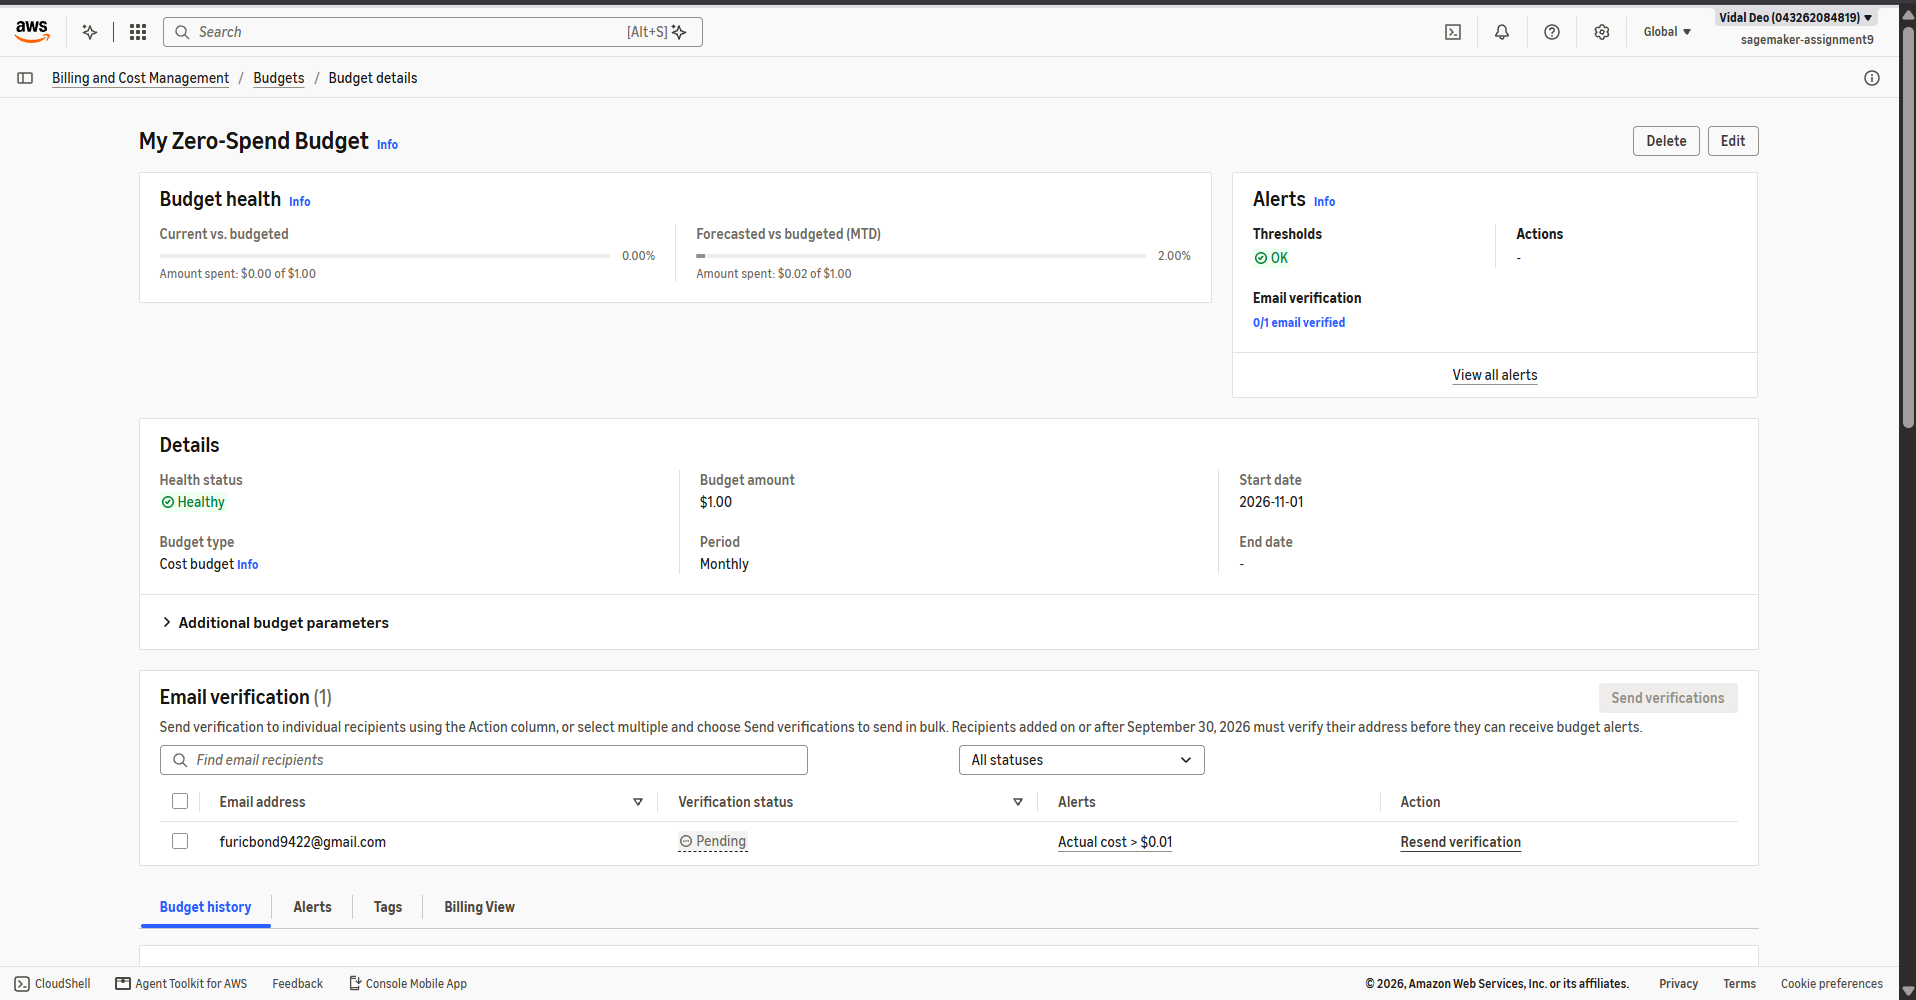 aws
Search [Alt+S]
Global
Vidal Deo (043262084819)
sagemaker-assignment9
Billing and Cost Management / Budgets / Budget details
My Zero-Spend Budget Info
Delete
Edit
Budget health Info
Current vs. budgeted
0.00%
Amount spent: $0.00 of $1.00
Forecasted vs budgeted (MTD)
2.00%
Amount spent: $0.02 of $1.00
Alerts Info
Thresholds
OK
Actions
-
Email verification
0/1 email verified
View all alerts
Details
Health status
Healthy
Budget type
Cost budget Info
Budget amount
$1.00
Period
Monthly
Start date
2026-11-01
End date
-
Additional budget parameters
Email verification (1)
Send verifications
Send verification to individual recipients using the Action column, or select multiple and choose Send verifications to send in bulk. Recipients added on or after September 30, 2026 must verify their address before they can receive budget alerts.
Find email recipients
All statuses
Email address Verification status Alerts Action
furicbond9422@gmail.com Pending Actual cost > $0.01 Resend verification
Budget history Alerts Tags Billing View
CloudShell Agent Toolkit for AWS Feedback Console Mobile App © 2026, Amazon Web Services, Inc. or its affiliates. Privacy Terms Cookie preferences